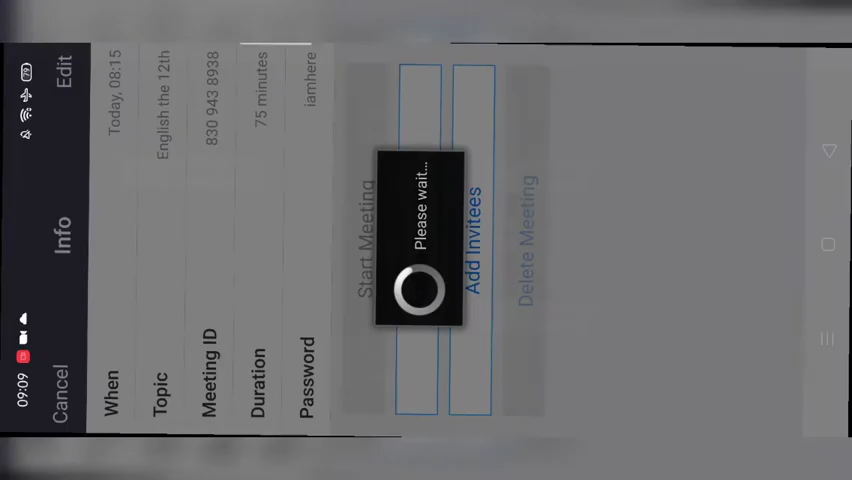 09:09
79
Cancel Info Edit
When Today, 08:15
Topic English the 12th
Meeting ID 830 943 8938
Duration 75 minutes
Password iamhere
Start Meeting
Please wait...
Add Invitees
Delete Meeting